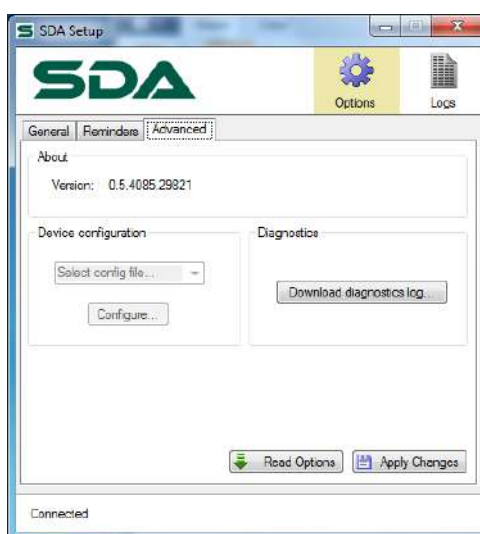 SDA Setup
SDA
Options
Logs
General
Reminders
Advanced
About
Version: 0.5.4085.29821
Device configuration
Select config file...
Configure...
Diagnostics
Download diagnostics log...
Read Options
Apply Changes
Connected